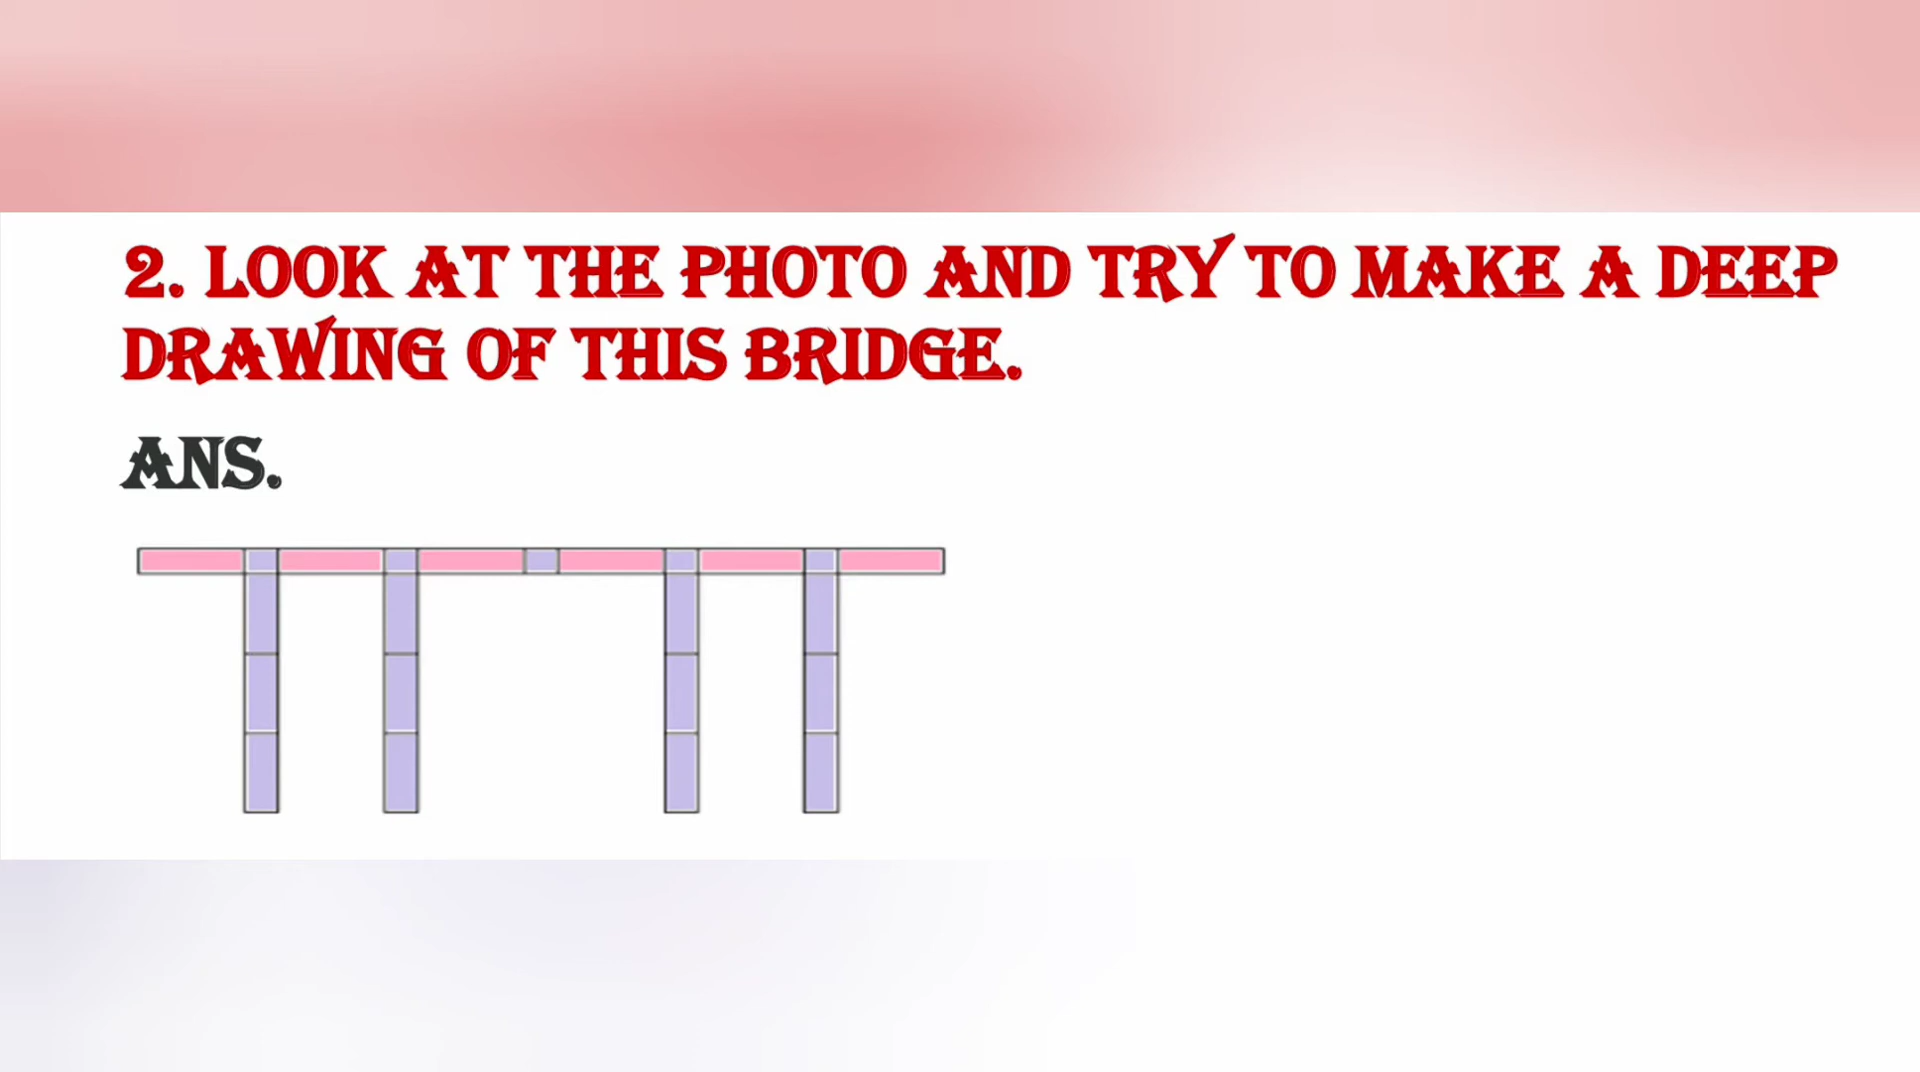 2. LOOK AT THE PHOTO AND TRY TO MAKE A DEEP
DRAWING OF THIS BRIDGE.
ANS.